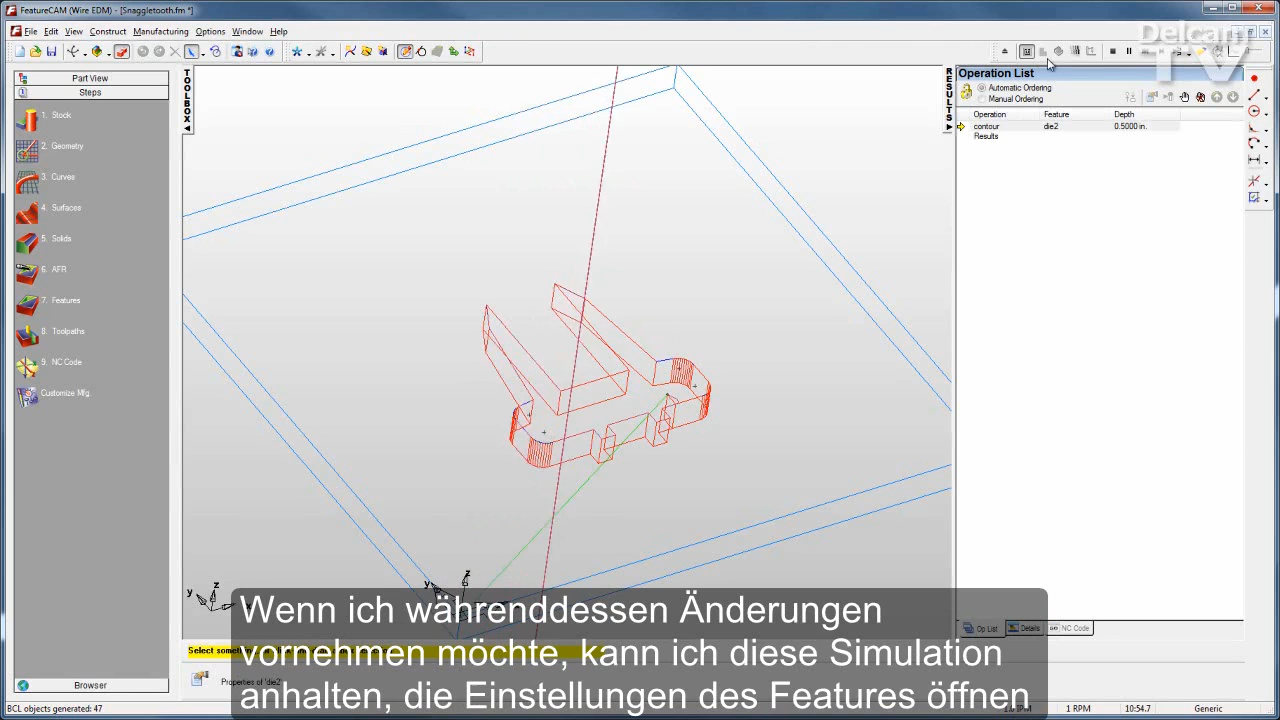 FeatureCAM (Wire EDM) - [Snaggletooth.fm *]
File Edit View Construct Manufacturing Options Window Help
Delcam
TV
Part View
Steps
1. Stock
2. Geometry
3. Curves
4. Surfaces
5. Solids
6. AFR
7. Features
8. Toolpaths
9. NC Code
Customize Mfg.
Browser
TOOLBOX
RESULTS
Operation List
Automatic Ordering
Manual Ordering
Operation Feature Depth
contour die2 0.5000 in.
Results
y z
y z
Op List Details NC Code
Select
Properties of 'die2'
Wenn ich währenddessen Änderungen
vornehmen möchte, kann ich diese Simulation
anhalten, die Einstellungen des Features öffnen
BCL objects generated: 47
1 RPM 10:54.7 Generic